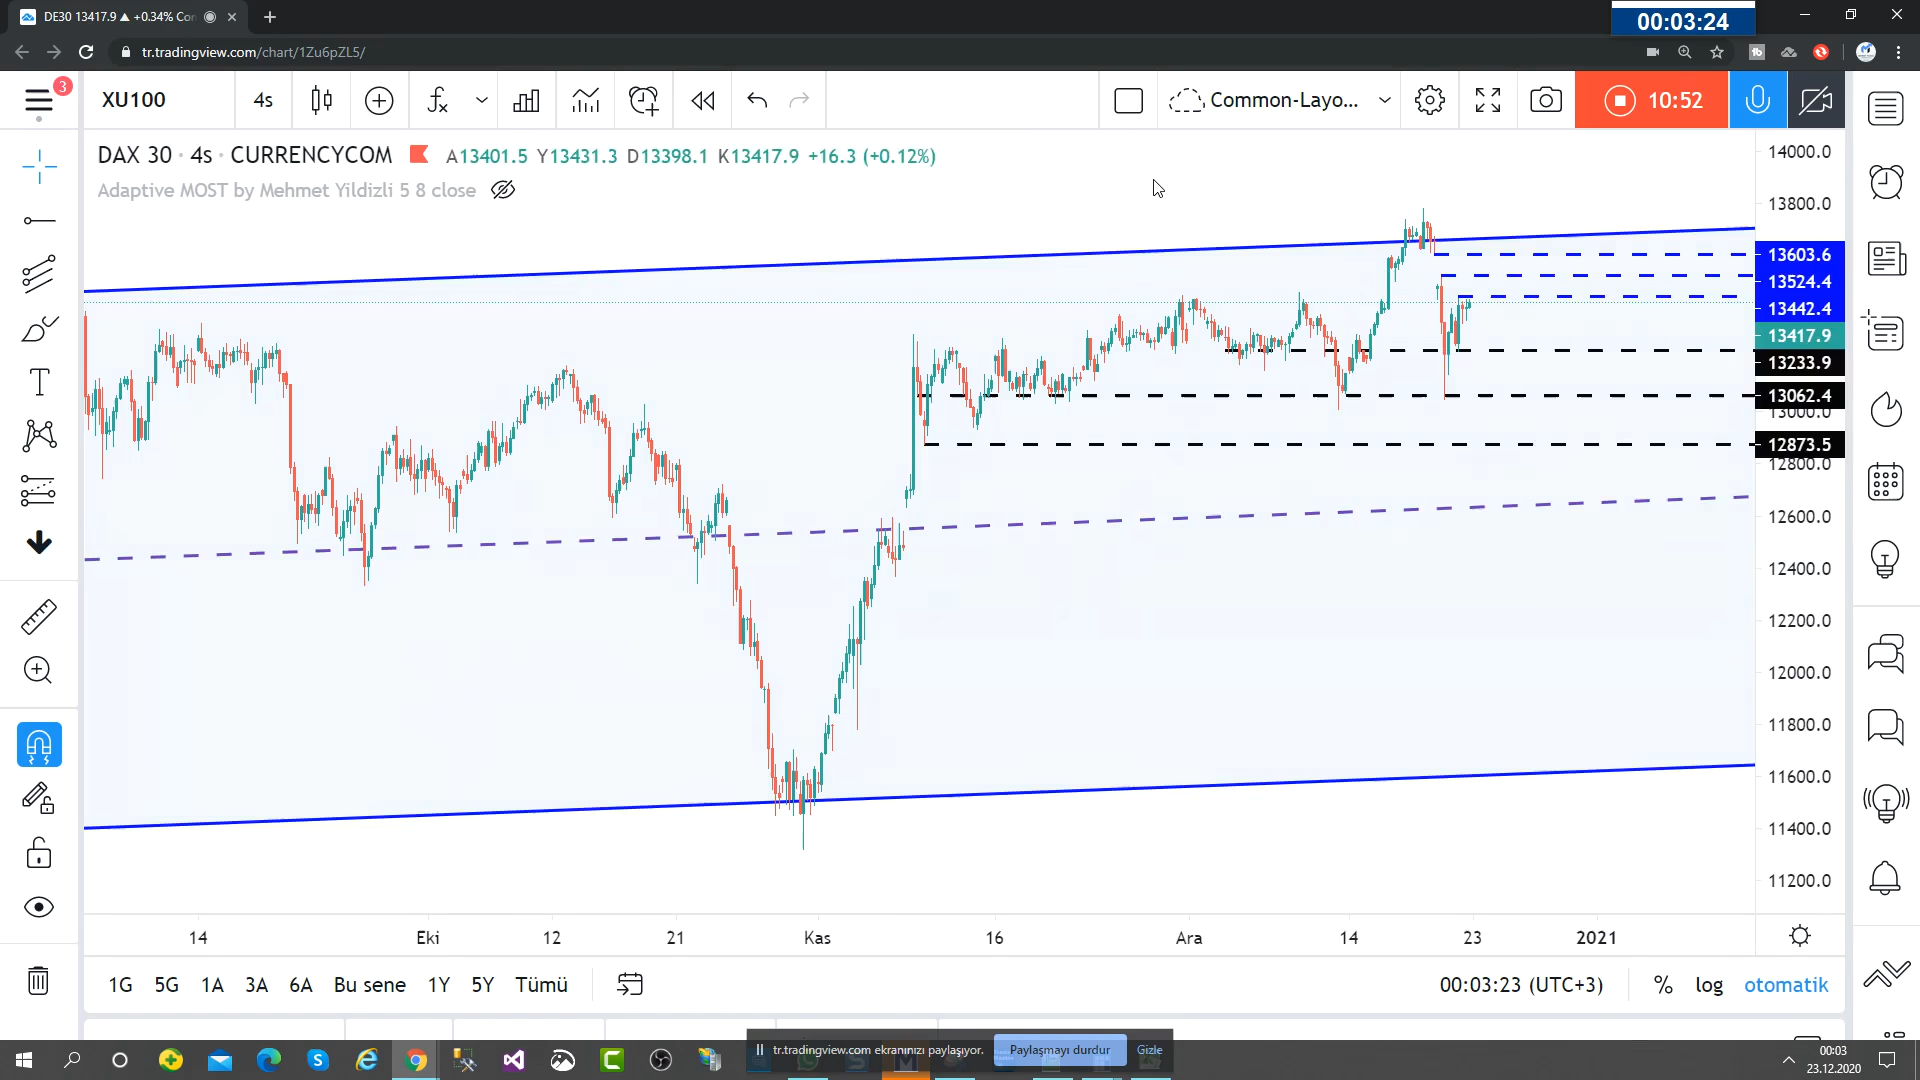 DE30 13417.9 ▲ +0.34% Co
00:03:24
tr.tradingview.com/chart/1Zu6pZL5/
3
XU100
4s
Common-Layo...
10:52
DAX 30 · 4s · CURRENCYCOM
A13401.5 Y13431.3 D13398.1 K13417.9 +16.3 (+0.12%)
Adaptive MOST by Mehmet Yildizli 5 8 close
14000.0
13800.0
13603.6
13524.4
13442.4
13417.9
13233.9
13062.4
13000.0
12873.5
12800.0
12600.0
12400.0
12200.0
12000.0
11800.0
11600.0
11400.0
11200.0
14 Eki 12 21 Kas 16 Ara 14 23 2021
1G 5G 1A 3A 6A Bu sene 1Y 5Y Tümü
00:03:23 (UTC+3) % log otomatik
tr.tradingview.com ekranınızı paylaşıyor. Paylaşmayı durdur Gizle
00:03
23.12.2020